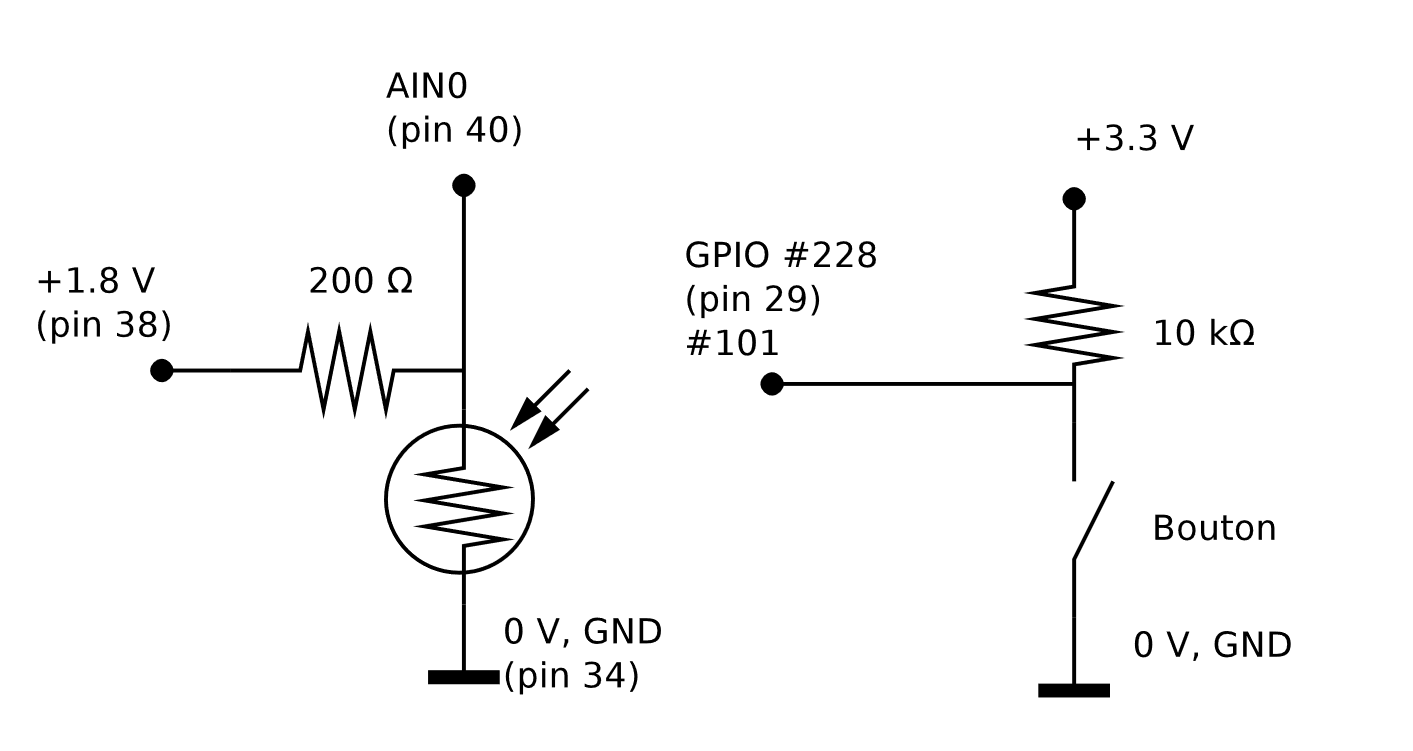 AIN0
(pin 40)
+1.8 V
(pin 38)
200 Ω
0 V, GND
(pin 34)
+3.3 V
GPIO #228
(pin 29)
#101
10 kΩ
Bouton
0 V, GND